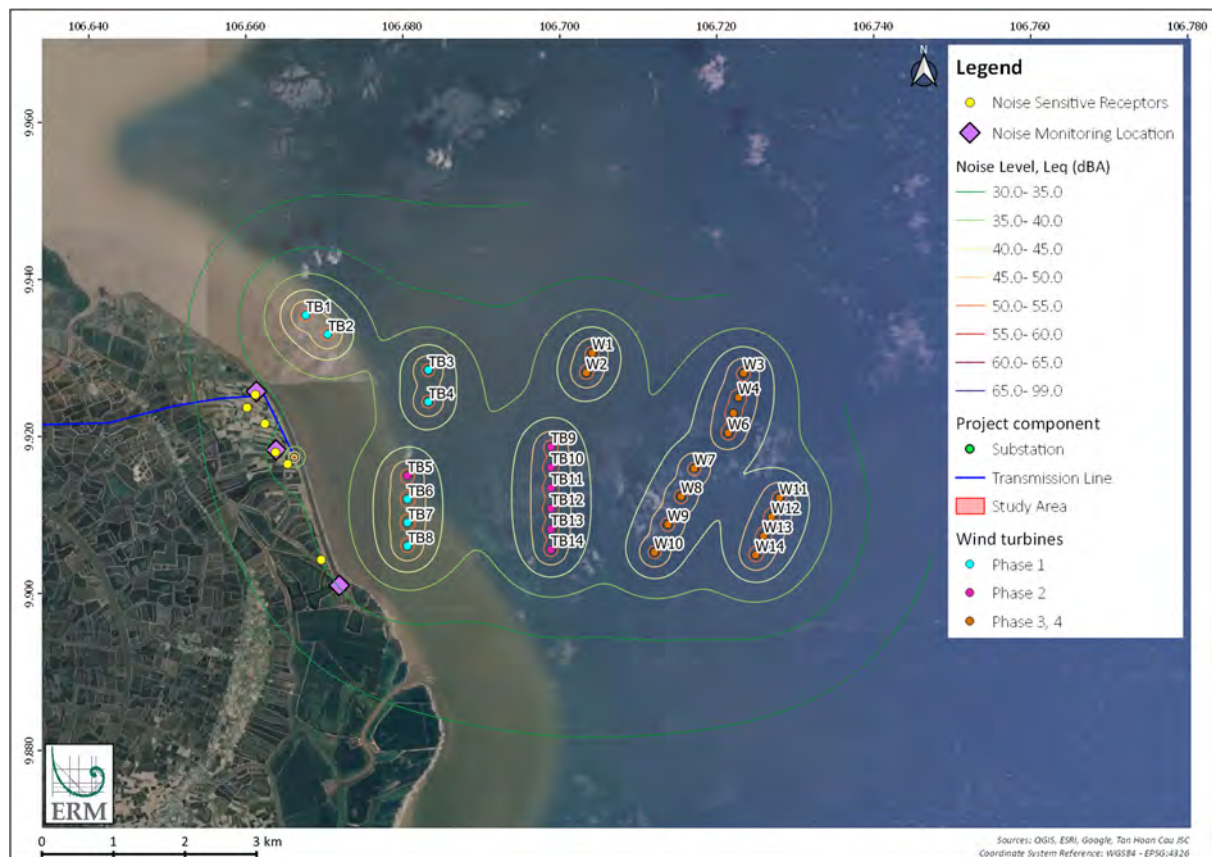 106.640 106.660 106.680 106.700 106.720 106.740 106.760 106.780
9.960
9.940
9.920
9.900
9.880
N
TB1
TB2
TB3
TB4
W1
W2
W3
W4
W6
TB9
TB10
TB11
TB12
TB13
TB14
TB5
TB6
TB7
TB8
W7
W8
W9
W10
W11
W12
W13
W14
Legend
Noise Sensitive Receptors
Noise Monitoring Location
Noise Level, Leq (dBA)
30.0- 35.0
35.0- 40.0
40.0- 45.0
45.0- 50.0
50.0- 55.0
55.0- 60.0
60.0- 65.0
65.0- 99.0
Project component
Substation
Transmission Line
Study Area
Wind turbines
Phase 1
Phase 2
Phase 3, 4
ERM
0 1 2 3 km
Sources: QGIS, ESRI, Google, Tan Hoan Cau JSC
Coordinate System Reference: WGS84 - EPSG:4326